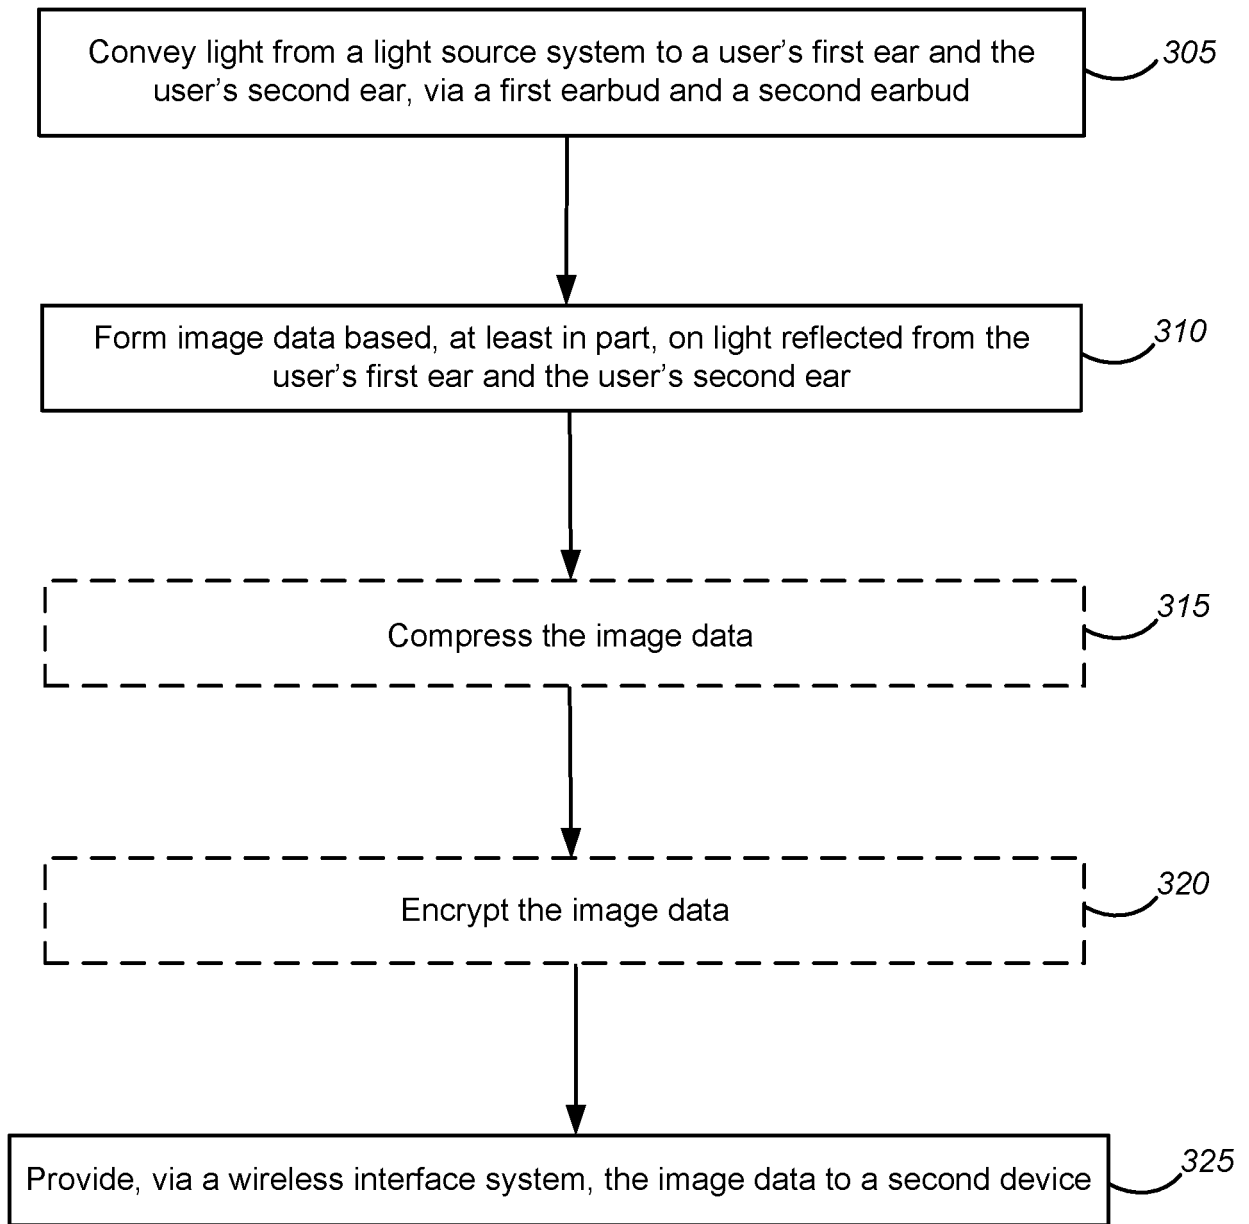 Convey light from a light source system to a user’s first ear and the
user’s second ear, via a first earbud and a second earbud
305
Form image data based, at least in part, on light reflected from the
user’s first ear and the user’s second ear
310
Compress the image data
315
Encrypt the image data
320
Provide, via a wireless interface system, the image data to a second device
325